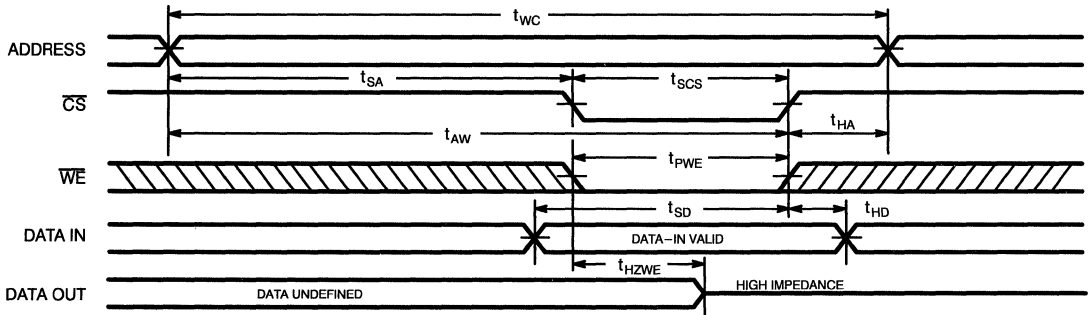 tWC
ADDRESS
tSA
tSCS
CS
tAW
tHA
WE
tPWE
tSD
tHD
DATA IN
DATA-IN VALID
tHZWE
DATA OUT
DATA UNDEFINED
HIGH IMPEDANCE